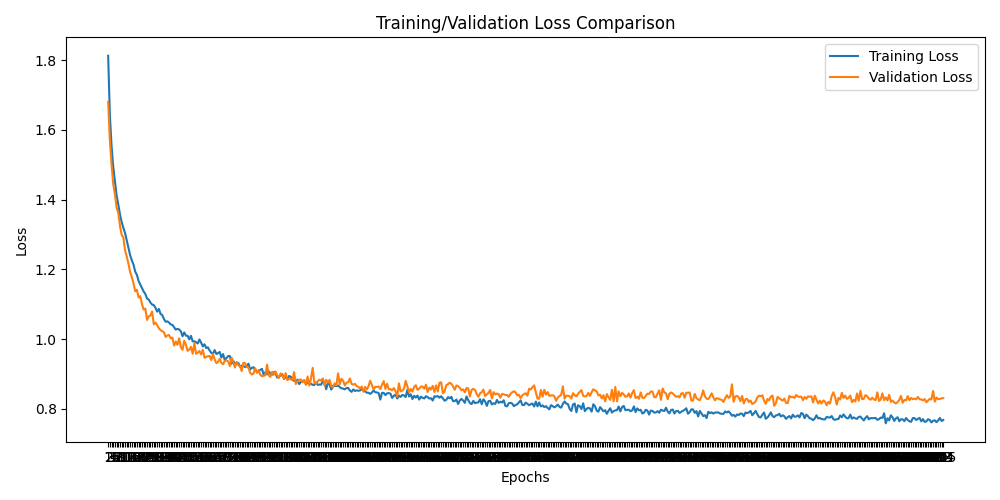 Training/Validation Loss Comparison
Training Loss
Validation Loss
1.8
1.6
1.4
1.2
1.0
0.8
Loss
Epochs